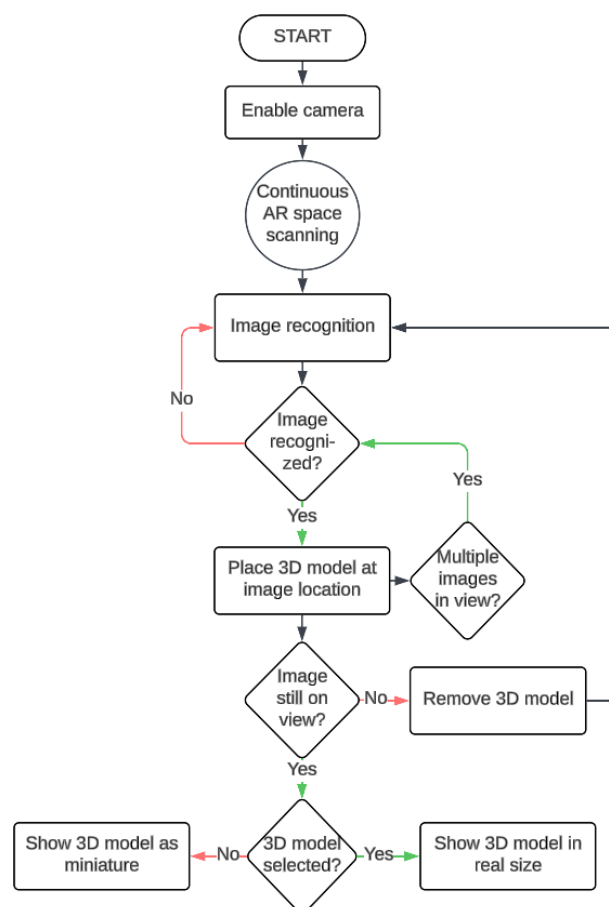 START
Enable camera
Continuous
AR space
scanning
Image recognition
No
Image
recogni-
zed?
Yes
Yes
Place 3D model at
image location
Multiple
images
in view?
Image
still on
view?
No
Remove 3D model
Yes
Show 3D model as
miniature
No
3D model
selected?
Yes
Show 3D model in
real size